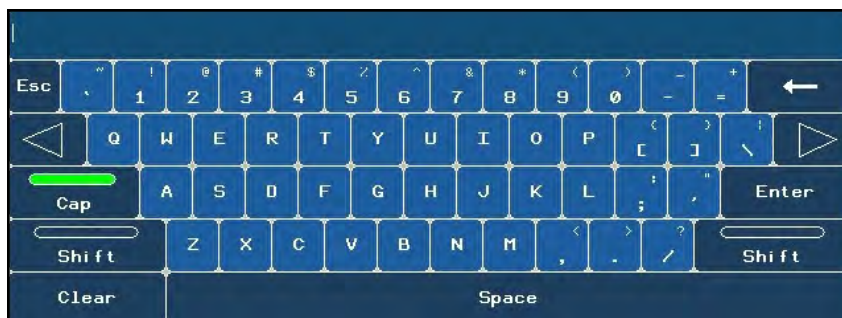 Esc ~ ` ! 1 @ 2 # 3 $ 4 % 5 ^ 6 & 7 * 8 ( 9 ) 0 _ - + = ←
Q W E R T Y U I O P { [ } ] | \
Cap A S D F G H J K L : ; " ' Enter
Shift Z X C V B N M < , > . ? / Shift
Clear Space